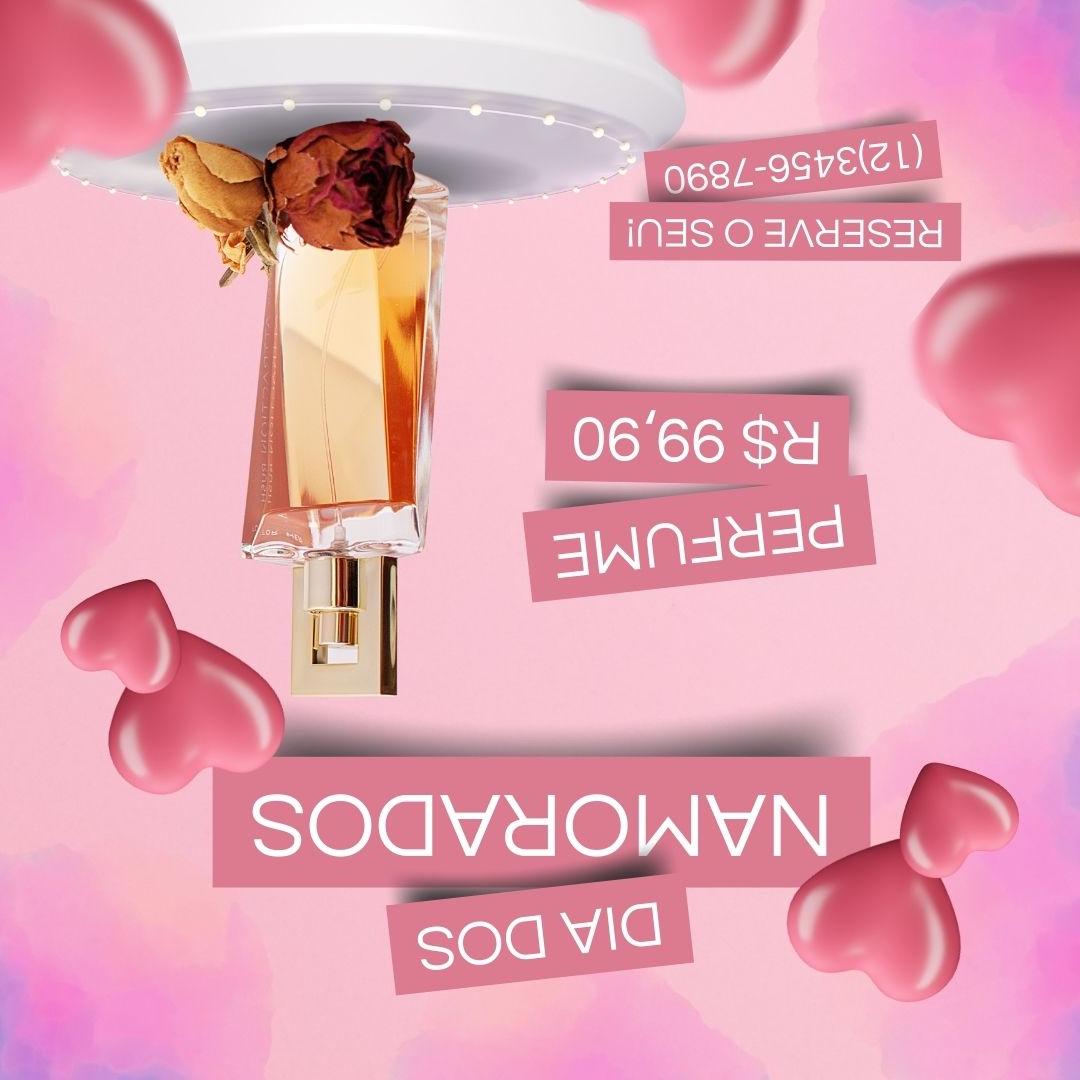 DIA DOS
NAMORADOS
PERFUME
R$ 99,90
RESERVE O SEU!
(12)3456-7890